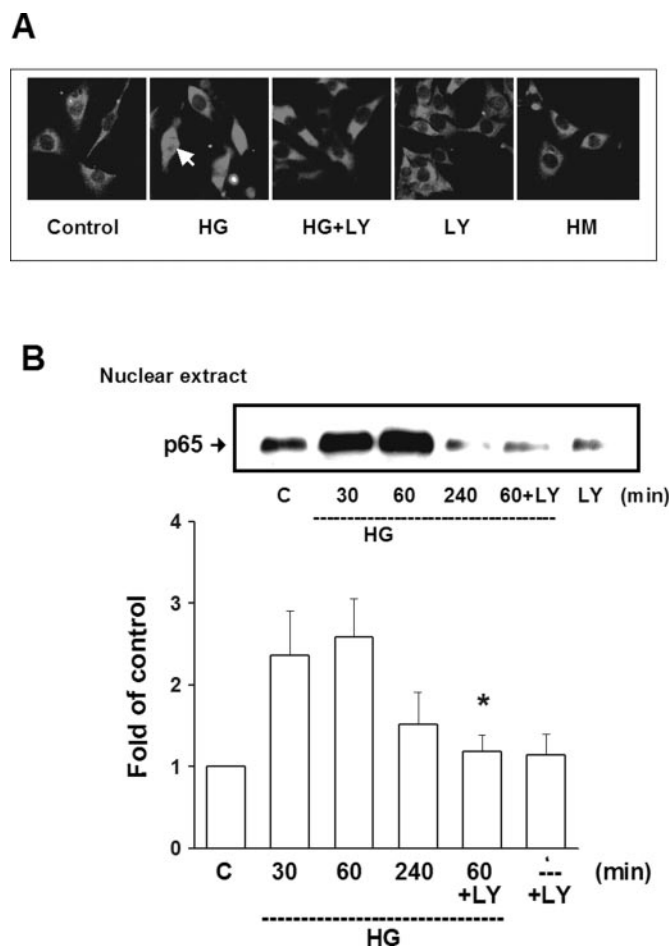 A
Control HG HG+LY LY HM
B
Nuclear extract
p65
C 30 60 240 60+LY LY (min)
HG
Fold of control
4
3
2
1
0
*
C 30 60 240 60 --- (min)
+LY +LY
HG